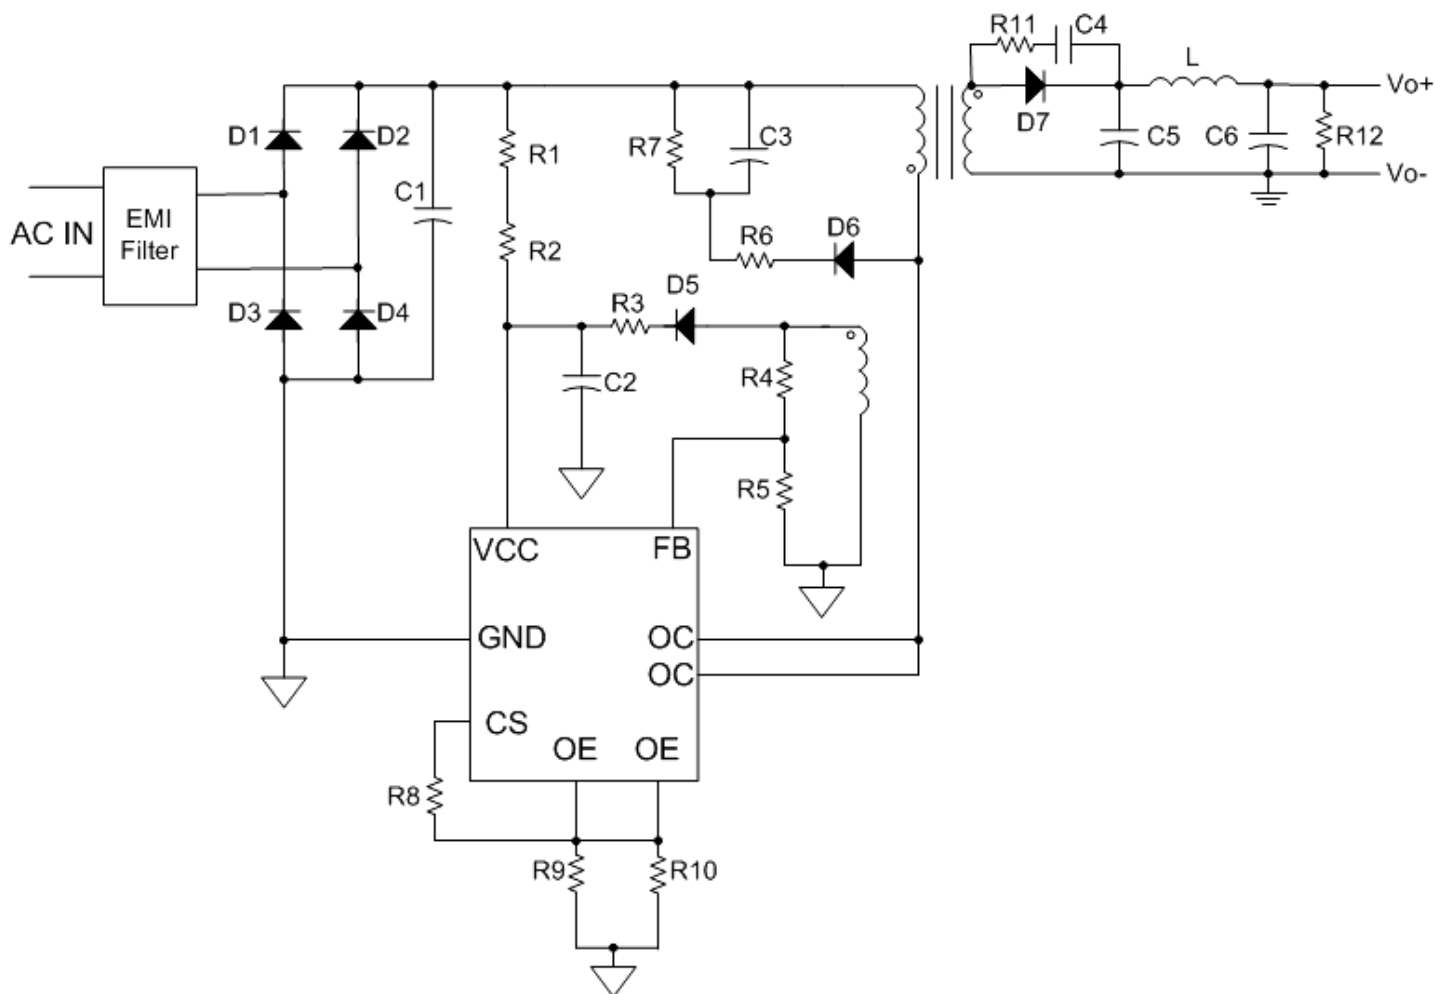 R11
C4
L
Vo+
D7
C5
C6
R12
Vo-
D1
D2
R1
R7
C3
AC IN
EMI
Filter
C1
R2
R6
D6
D3
D4
R3
D5
C2
R4
R5
VCC
FB
GND
OC
OC
CS
OE
OE
R8
R9
R10